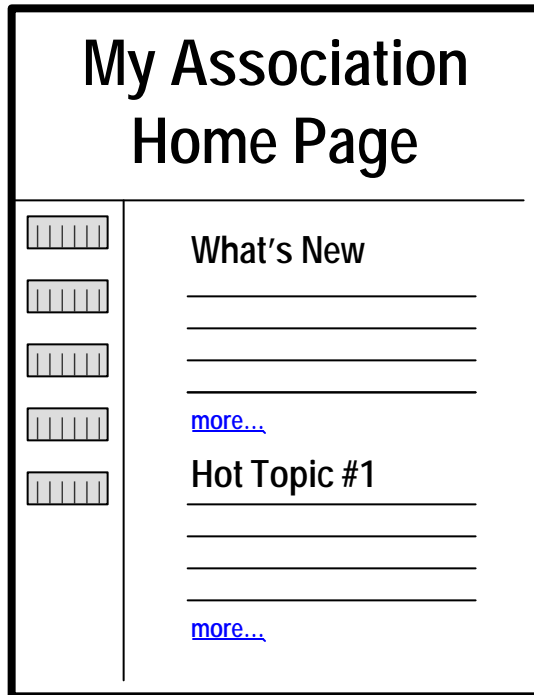 My Association
Home Page
What's New
more...
Hot Topic #1
more...